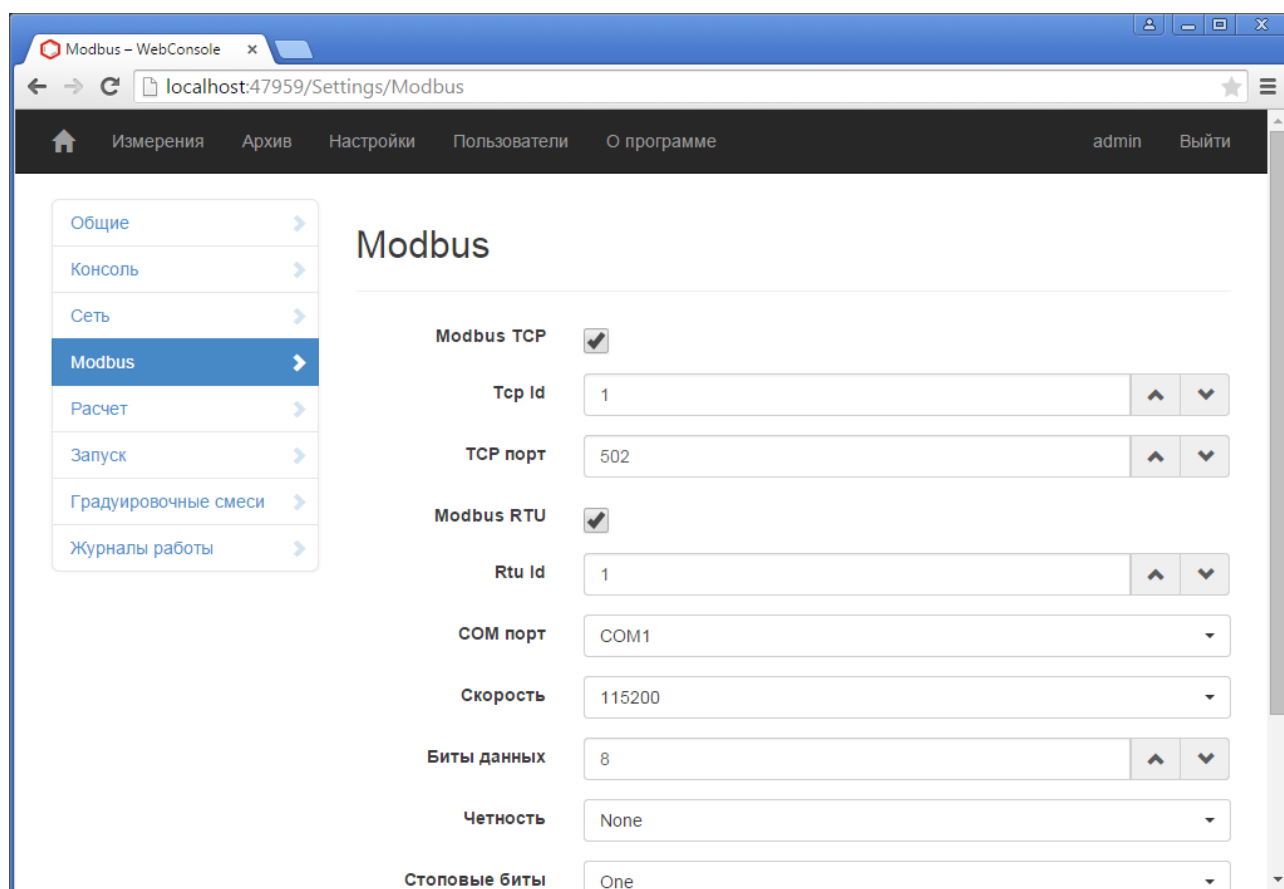 Modbus – WebConsole
localhost:47959/Settings/Modbus
Измерения Архив Настройки Пользователи О программе admin Выйти
Общие
Консоль
Сеть
Modbus
Расчет
Запуск
Градуировочные смеси
Журналы работы
Modbus
Modbus TCP
Tcp Id 1
TCP порт 502
Modbus RTU
Rtu Id 1
COM порт COM1
Скорость 115200
Биты данных 8
Четность None
Стоповые биты One